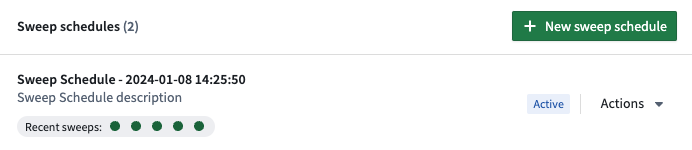 Sweep schedules (2)
+ New sweep schedule
Sweep Schedule - 2024-01-08 14:25:50
Sweep Schedule description
Active
Actions
Recent sweeps: